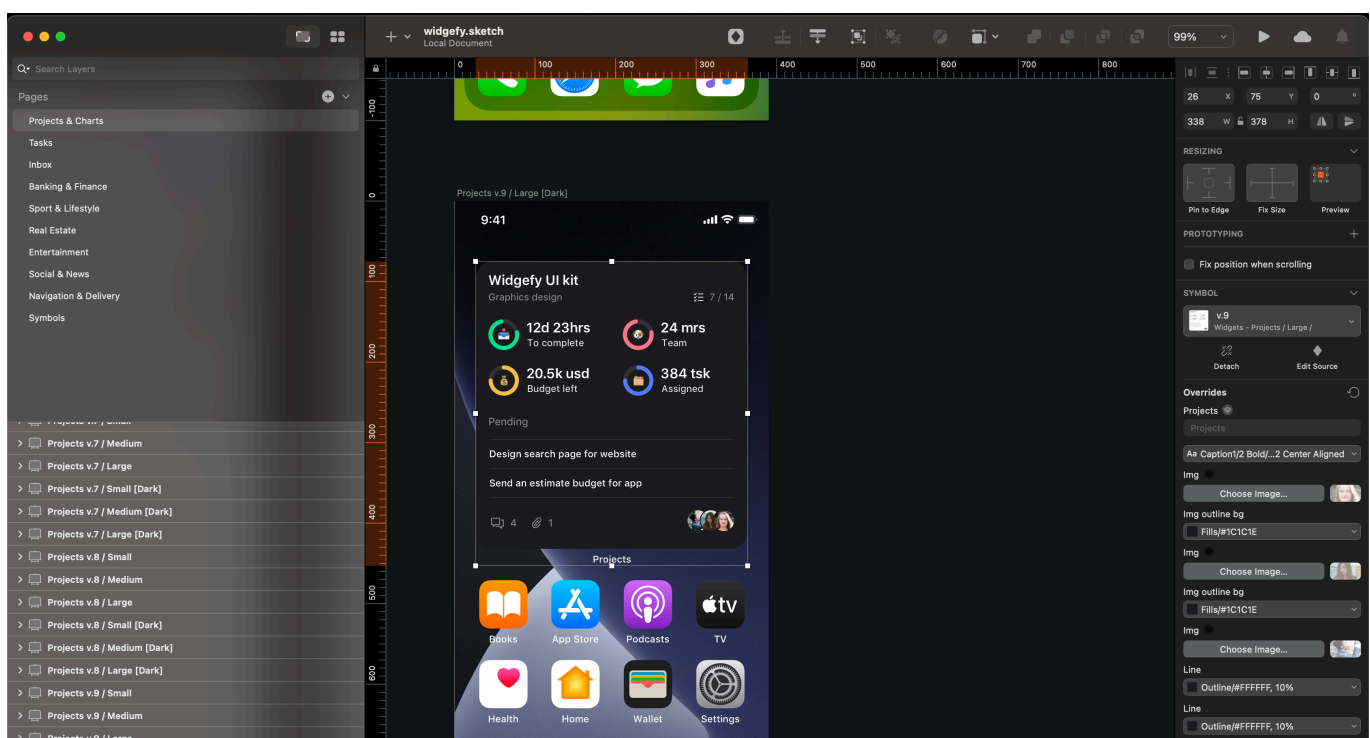 widgefy.sketch
Local Document
99%
Search Layers
Pages
Projects & Charts
Tasks
Inbox
Banking & Finance
Sport & Lifestyle
Real Estate
Entertainment
Social & News
Navigation & Delivery
Symbols
Projects v.7 / Medium
Projects v.7 / Large
Projects v.7 / Small [Dark]
Projects v.7 / Medium [Dark]
Projects v.7 / Large [Dark]
Projects v.8 / Small
Projects v.8 / Medium
Projects v.8 / Large
Projects v.8 / Small [Dark]
Projects v.8 / Medium [Dark]
Projects v.8 / Large [Dark]
Projects v.9 / Small
Projects v.9 / Medium
Projects v.9 / Large
0 100 200 300 400 500 600 700 800
-100
0
100
200
300
400
500
600
Projects v.9 / Large [Dark]
9:41
Widgefy UI kit
Graphics design 7 / 14
12d 23hrs
To complete
24 mrs
Team
20.5k usd
Budget left
384 tsk
Assigned
Pending
Design search page for website
Send an estimate budget for app
4 1
Projects
tv
Books App Store Podcasts TV
Health Home Wallet Settings
26 X 75 Y 0 °
338 W 378 H
RESIZING
Pin to Edge Fix Size Preview
PROTOTYPING
Fix position when scrolling
SYMBOL
v.9
Widgets - Projects / Large /
Detach Edit Source
Overrides
Projects
Projects
Aa Caption1/2 Bold/...2 Center Aligned
Img
Choose Image...
Img outline bg
Fills/#1C1C1E
Img
Choose Image...
Img outline bg
Fills/#1C1C1E
Img
Choose Image...
Line
Outline/#FFFFFF, 10%
Line
Outline/#FFFFFF, 10%